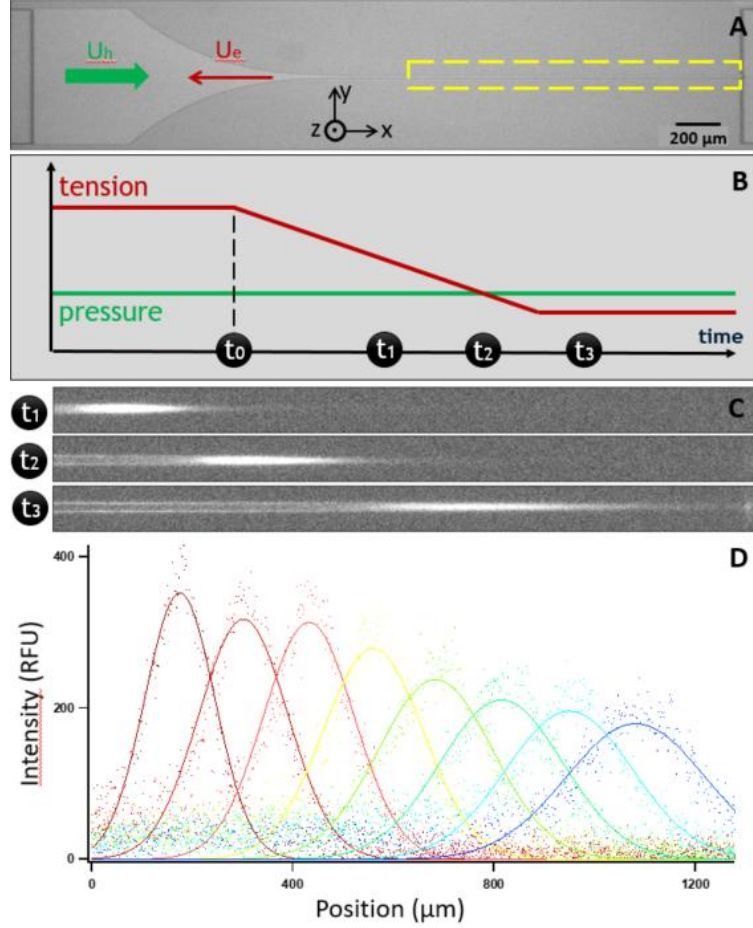 A
Uh
Ue
y
z
x
200 µm
B
tension
pressure
time
t0
t1
t2
t3
t1
C
t2
t3
D
400
200
0
Intensity (RFU)
0
400
800
1200
Position (µm)